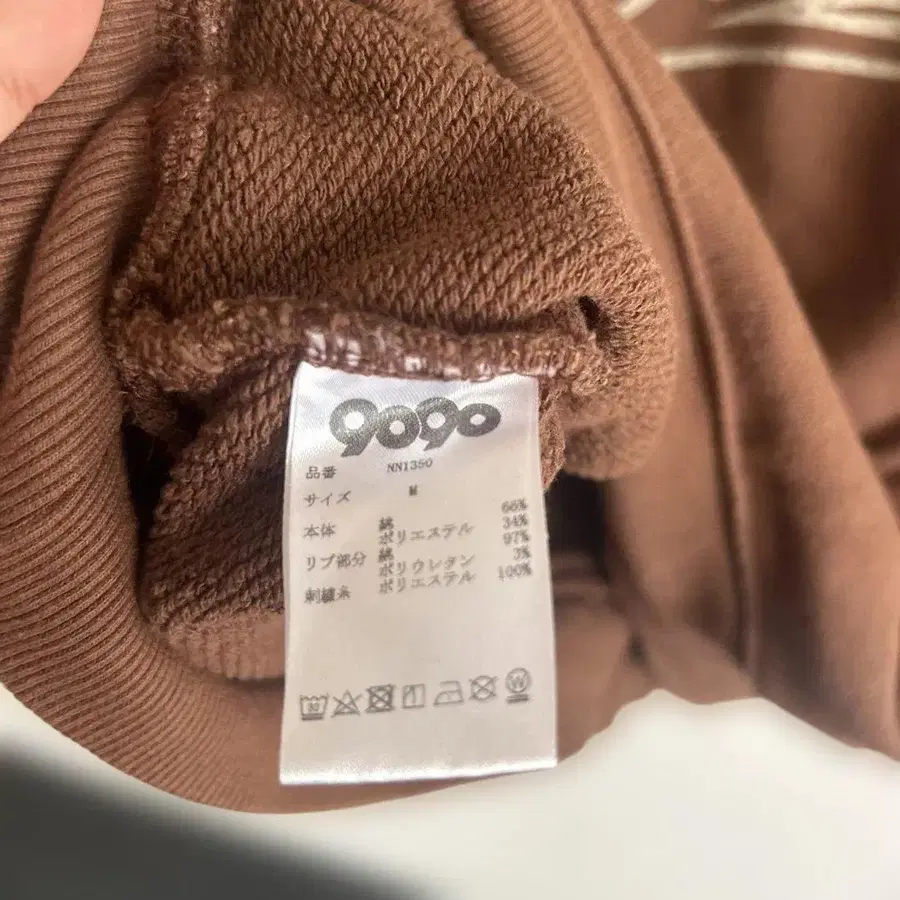 9090
品番 NN1350
サイズ M
本体 綿 66%
ポリエステル 34%
リブ部分 綿 97%
ポリウレタン 3%
刺繍糸 ポリエステル 100%
30
W